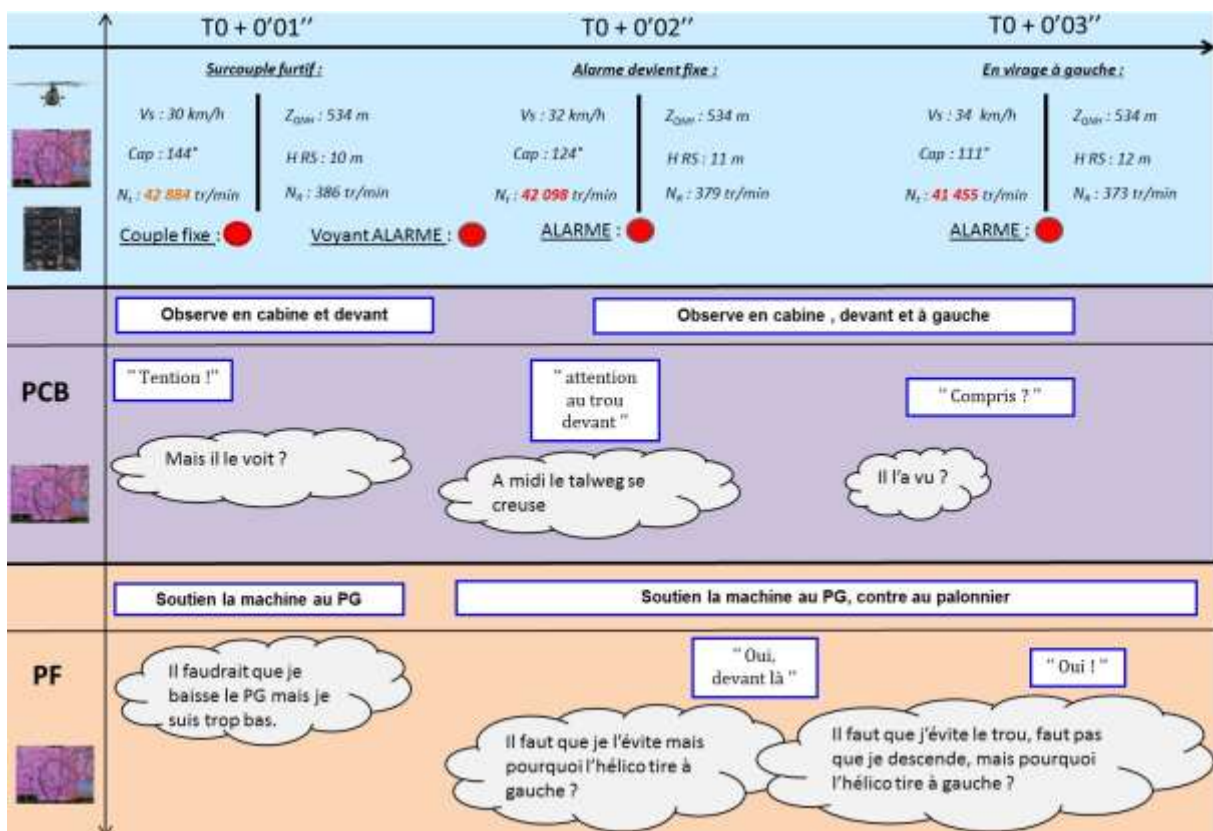 T0 + 0'01'' T0 + 0'02'' T0 + 0'03''
Surcouple furtif :
Vs : 30 km/h
Cap : 144°
N₁ : 42 884 tr/min
Z QNH : 534 m
H RS : 10 m
N R : 386 tr/min
Couple fixe :
Voyant ALARME :
Alarme devient fixe :
Vs : 32 km/h
Cap : 124°
N₁ : 42 098 tr/min
Z QNH : 534 m
H RS : 11 m
N R : 379 tr/min
ALARME :
En virage à gauche :
Vs : 34 km/h
Cap : 111°
N₁ : 41 455 tr/min
Z QNH : 534 m
H RS : 12 m
N R : 373 tr/min
ALARME :
Observe en cabine et devant
Observe en cabine , devant et à gauche
PCB
" Tention !"
" attention
au trou
devant "
" Compris ? "
Mais il le voit ?
A midi le talweg se
creuse
Il l'a vu ?
Soutien la machine au PG
Soutien la machine au PG, contre au palonnier
PF
Il faudrait que je
baisse le PG mais je
suis trop bas.
" Oui,
devant là "
" Oui ! "
Il faut que je l'évite mais
pourquoi l'hélico tire à
gauche ?
Il faut que j'évite le trou, faut pas
que je descende, mais pourquoi
l'hélico tire à gauche ?